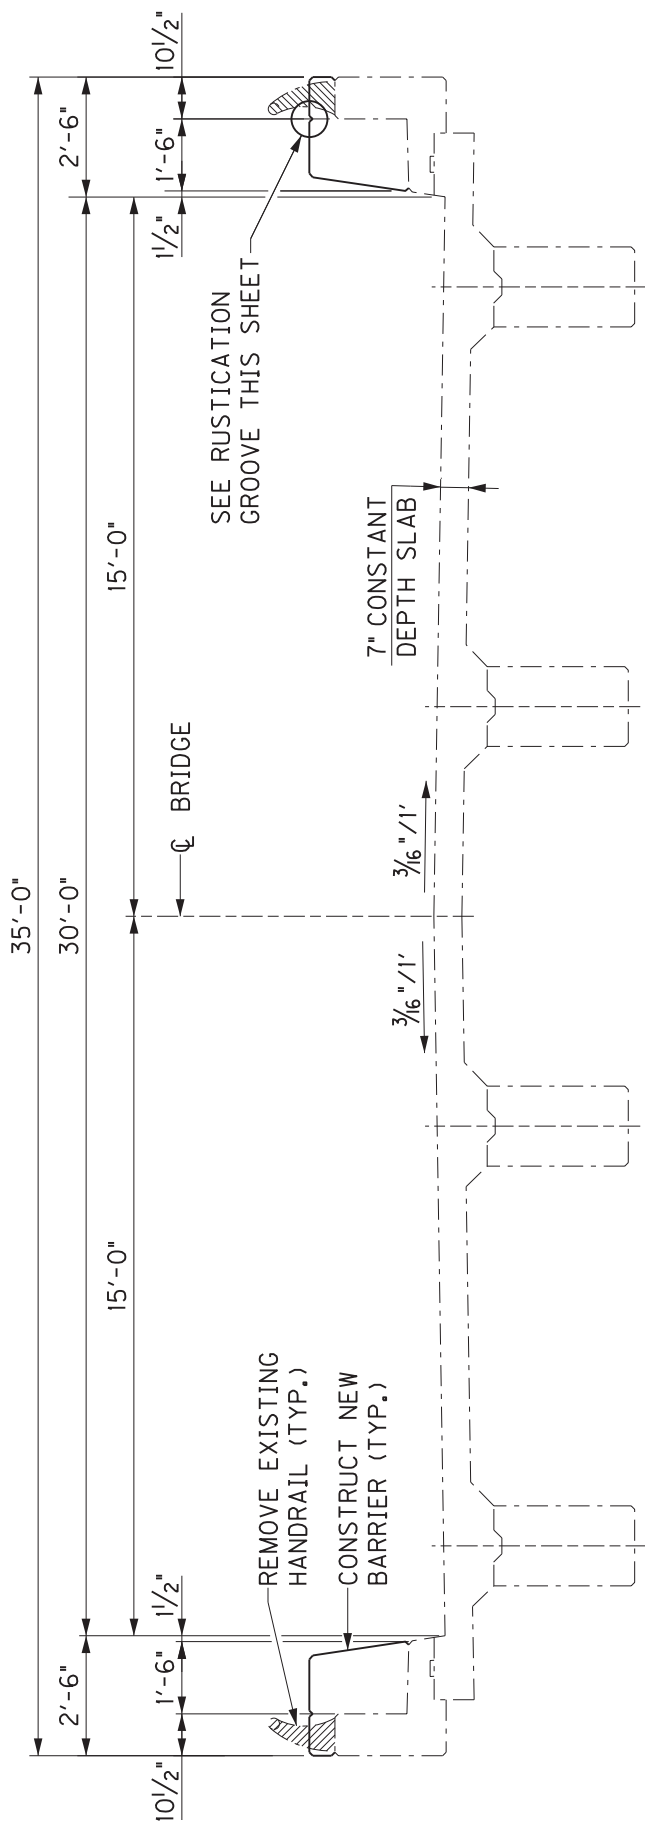 35'-0"
2'-6"
30'-0"
2'-6"
15'-0"
15'-0"
10½"
1'-6"
1½"
℄ BRIDGE
1½"
1'-6"
10½"
REMOVE EXISTING
HANDRAIL (TYP.)
CONSTRUCT NEW
BARRIER (TYP.)
SEE RUSTICATION
GROOVE THIS SHEET
3/16"/1'
3/16"/1'
7" CONSTANT
DEPTH SLAB